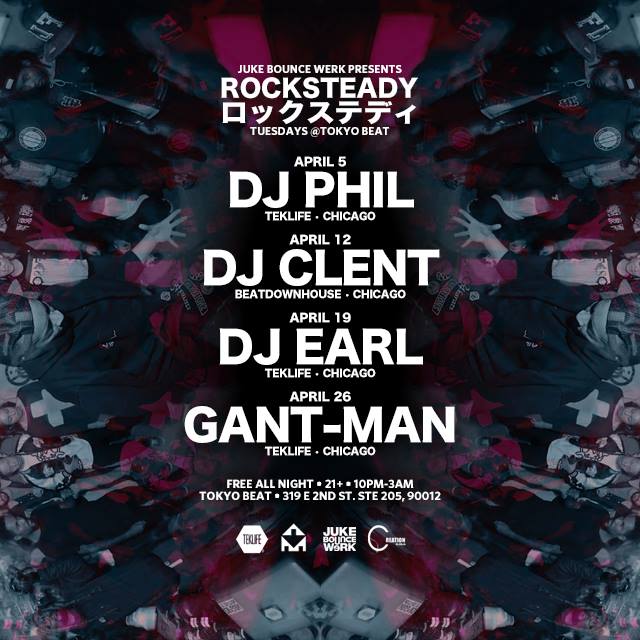 JUKE BOUNCE WERK PRESENTS
ROCKSTEADY
ロックステディ
TUESDAYS @TOKYO BEAT
APRIL 5
DJ PHIL
TEKLIFE • CHICAGO
APRIL 12
DJ CLENT
BEATDOWNHOUSE • CHICAGO
APRIL 19
DJ EARL
TEKLIFE • CHICAGO
APRIL 26
GANT-MAN
TEKLIFE • CHICAGO
FREE ALL NIGHT • 21+ • 10PM-3AM
TOKYO BEAT • 319 E 2ND ST. STE 205, 90012
TEKLIFE
JUKE
BOUNCE
WERK
CREATION